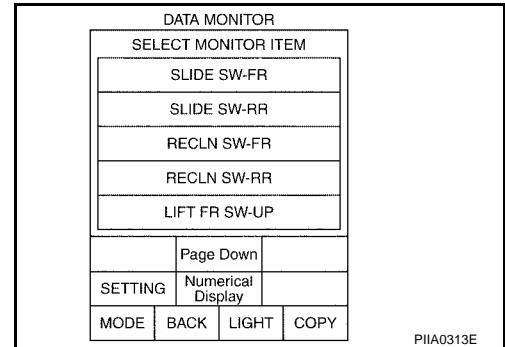 DATA MONITOR
SELECT MONITOR ITEM
SLIDE SW-FR
SLIDE SW-RR
RECLN SW-FR
RECLN SW-RR
LIFT FR SW-UP
Page Down
SETTING
Numerical
Display
MODE BACK LIGHT COPY
PIIA0313E